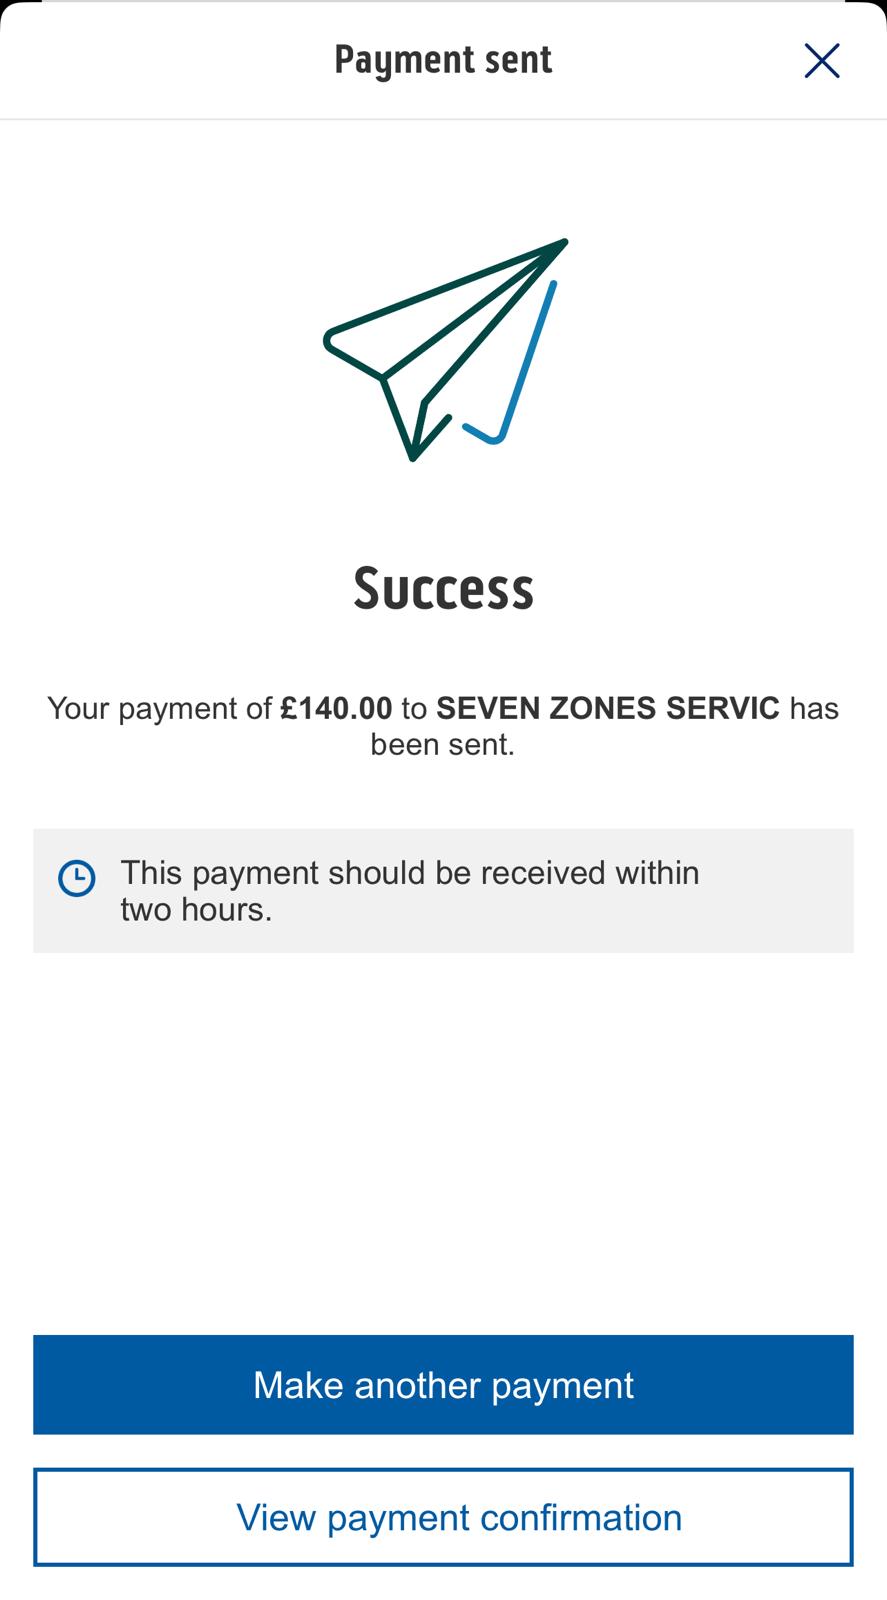 Payment sent
Success
Your payment of £140.00 to SEVEN ZONES SERVIC has
been sent.
This payment should be received within
two hours.
Make another payment
View payment confirmation